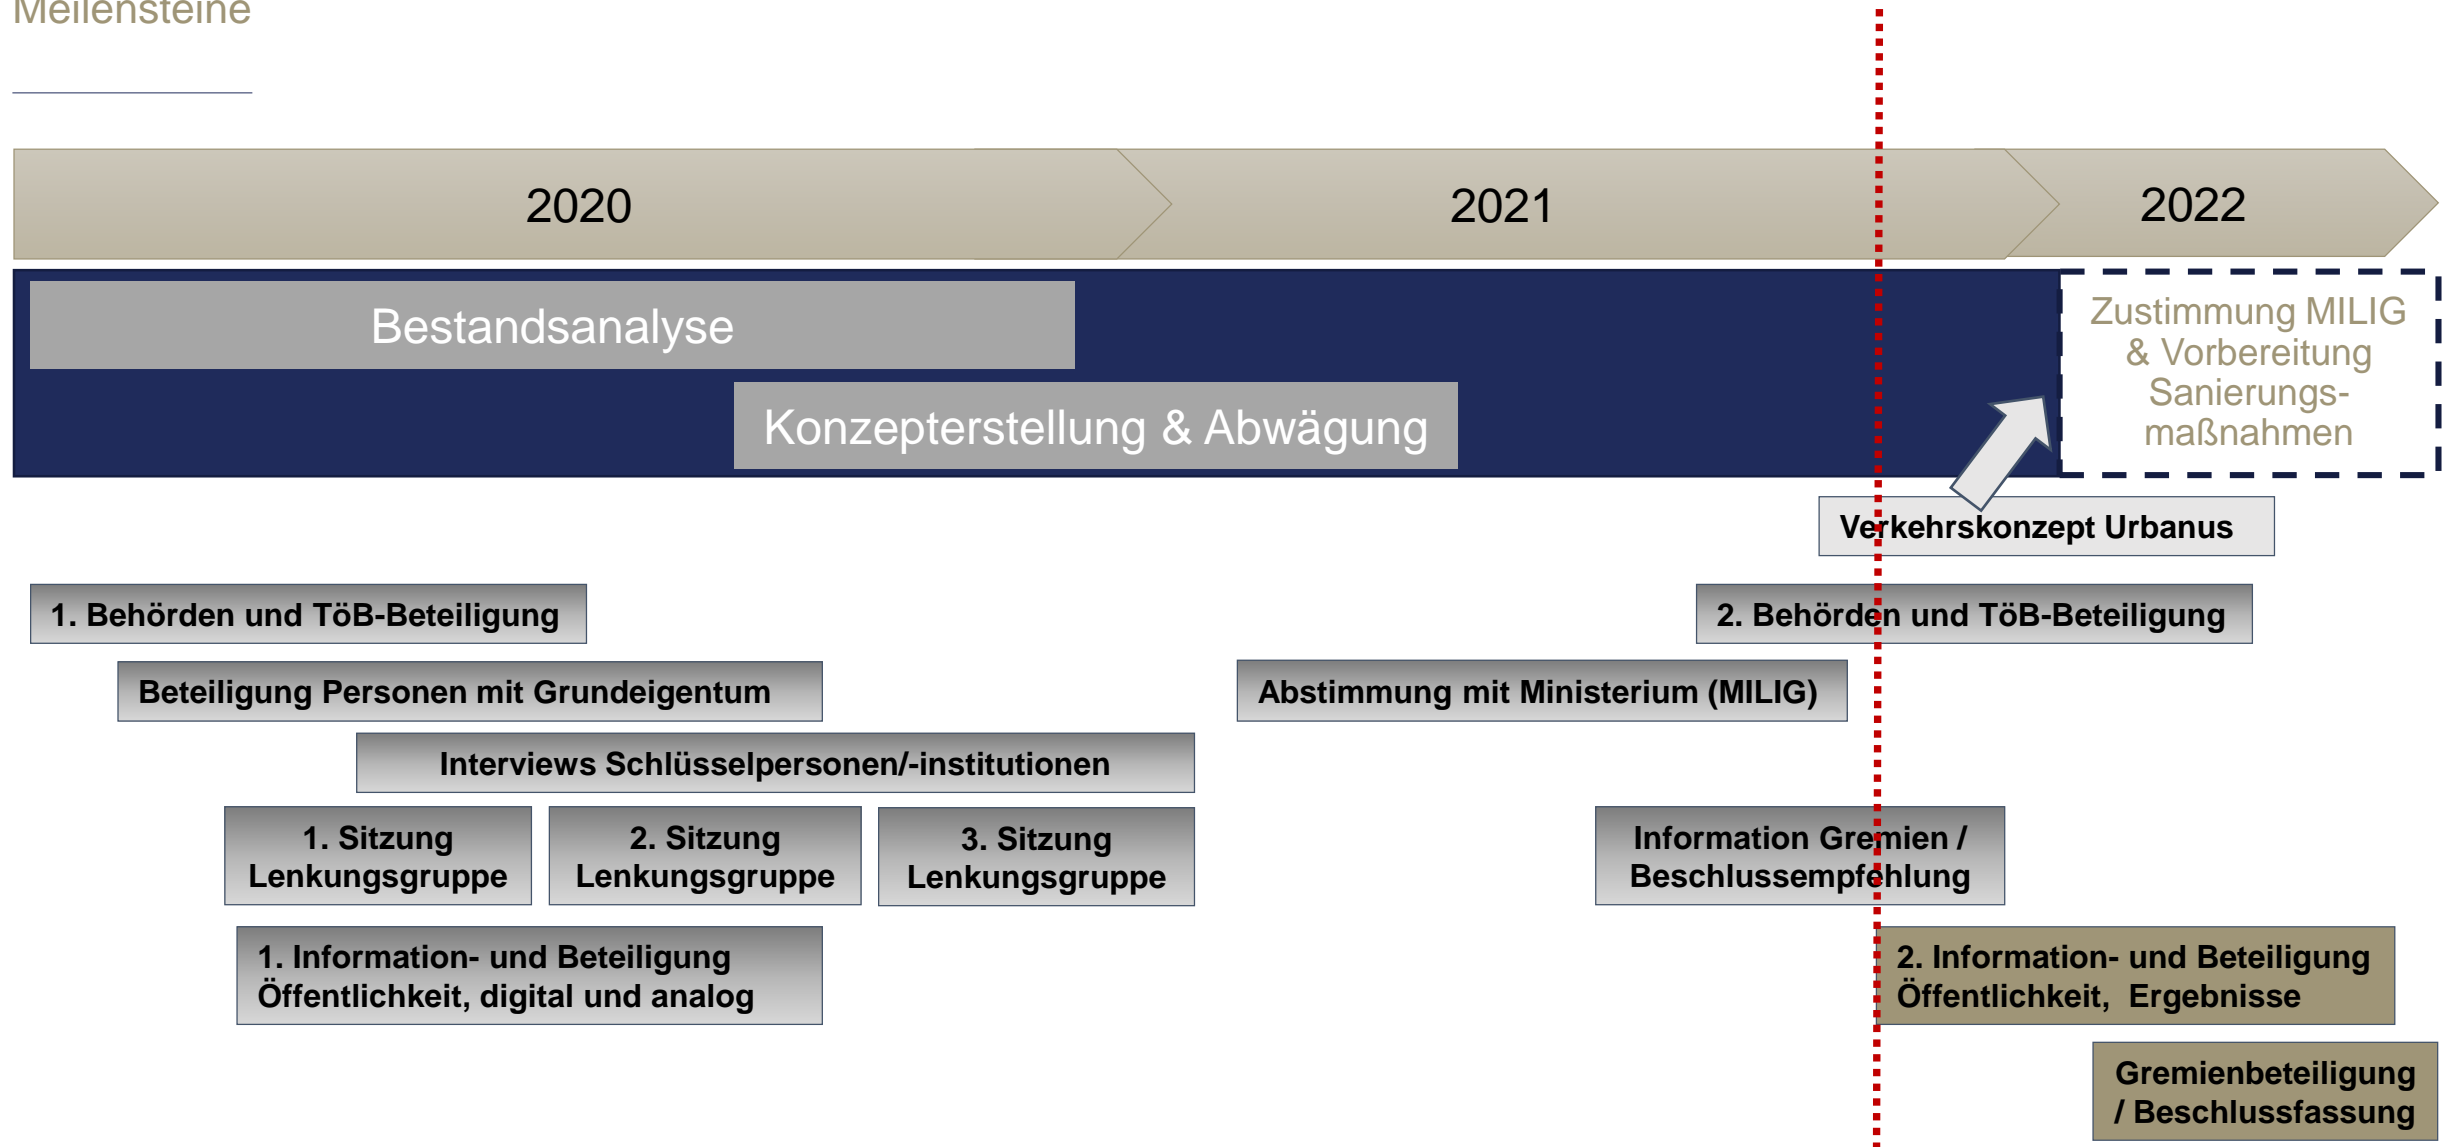 Meilensteine
2020
2021
2022
Bestandsanalyse
Konzepterstellung & Abwägung
Zustimmung MILIG
& Vorbereitung
Sanierungs-
maßnahmen
Verkehrskonzept Urbanus
1. Behörden und TöB-Beteiligung
2. Behörden und TöB-Beteiligung
Beteiligung Personen mit Grundeigentum
Abstimmung mit Ministerium (MILIG)
Interviews Schlüsselpersonen/-institutionen
1. Sitzung
Lenkungsgruppe
2. Sitzung
Lenkungsgruppe
3. Sitzung
Lenkungsgruppe
Information Gremien /
Beschlussempfehlung
1. Information- und Beteiligung
Öffentlichkeit, digital und analog
2. Information- und Beteiligung
Öffentlichkeit, Ergebnisse
Gremienbeteiligung
/ Beschlussfassung